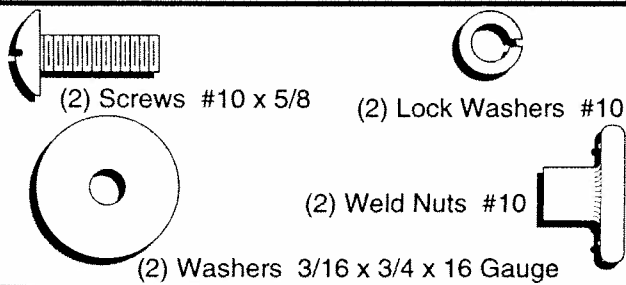 (2) Screws #10 x 5/8
(2) Lock Washers #10
(2) Weld Nuts #10
(2) Washers 3/16 x 3/4 x 16 Gauge